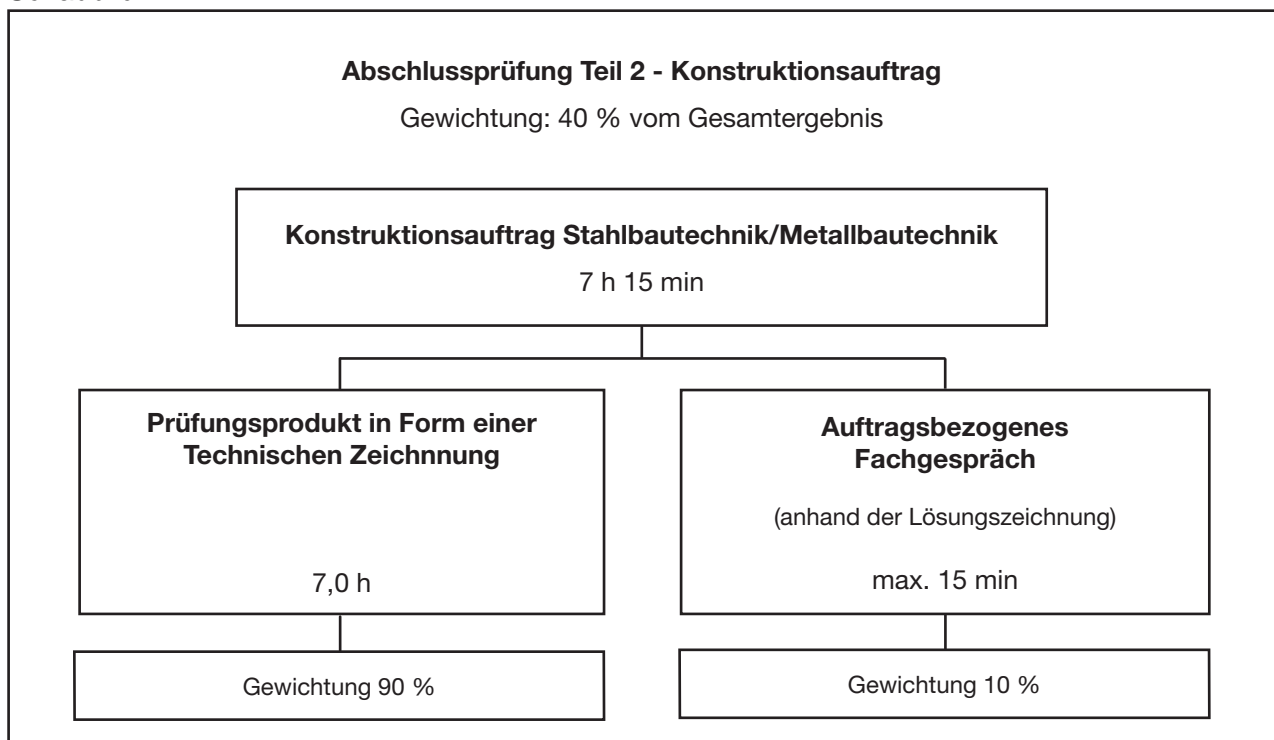 Abschlussprüfung Teil 2 - Konstruktionsauftrag
Gewichtung: 40 % vom Gesamtergebnis
Konstruktionsauftrag Stahlbautechnik/Metallbautechnik
7 h 15 min
Prüfungsprodukt in Form einer
Technischen Zeichnnung
7,0 h
Gewichtung 90 %
Auftragsbezogenes
Fachgespräch
(anhand der Lösungszeichnung)
max. 15 min
Gewichtung 10 %